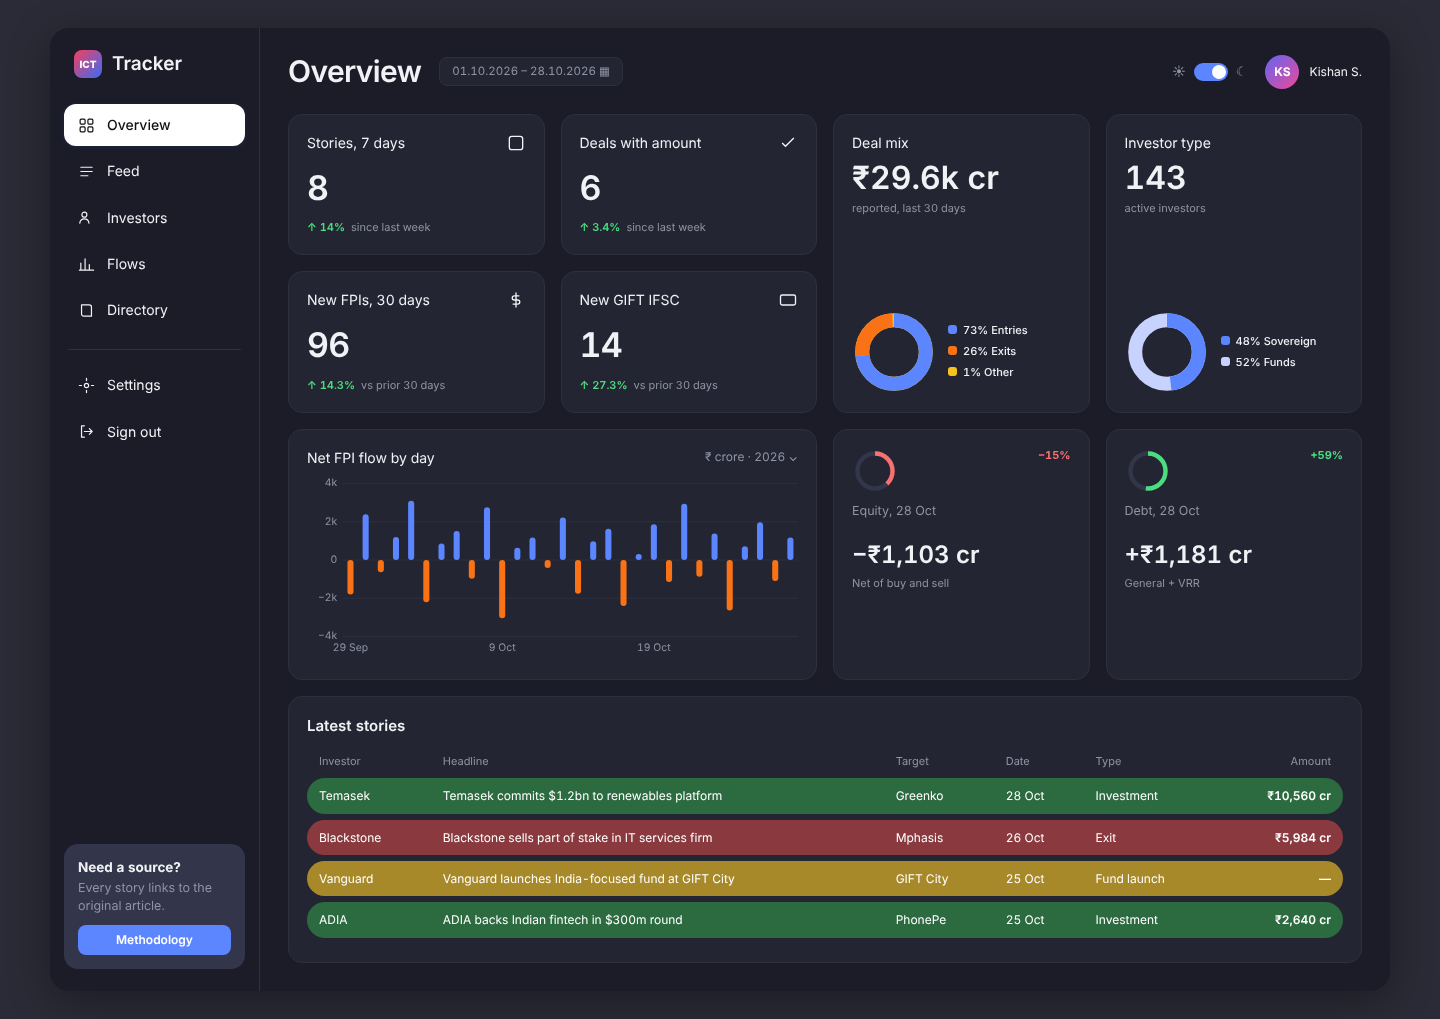 ICT Tracker
Overview
Feed
Investors
Flows
Directory
Settings
Sign out
Need a source?
Every story links to the
original article.
Methodology
Overview
01.10.2026 – 28.10.2026
KS
Kishan S.
Stories, 7 days
8
↑ 14% since last week
Deals with amount
6
↑ 3.4% since last week
Deal mix
₹29.6k cr
reported, last 30 days
73% Entries
26% Exits
1% Other
Investor type
143
active investors
48% Sovereign
52% Funds
New FPIs, 30 days
$
96
↑ 14.3% vs prior 30 days
New GIFT IFSC
14
↑ 27.3% vs prior 30 days
Net FPI flow by day
₹ crore · 2026
4k
2k
0
−2k
−4k
29 Sep 9 Oct 19 Oct
−15%
Equity, 28 Oct
−₹1,103 cr
Net of buy and sell
+59%
Debt, 28 Oct
+₹1,181 cr
General + VRR
Latest stories
Investor Headline Target Date Type Amount
Temasek Temasek commits $1.2bn to renewables platform Greenko 28 Oct Investment ₹10,560 cr
Blackstone Blackstone sells part of stake in IT services firm Mphasis 26 Oct Exit ₹5,984 cr
Vanguard Vanguard launches India-focused fund at GIFT City GIFT City 25 Oct Fund launch —
ADIA ADIA backs Indian fintech in $300m round PhonePe 25 Oct Investment ₹2,640 cr